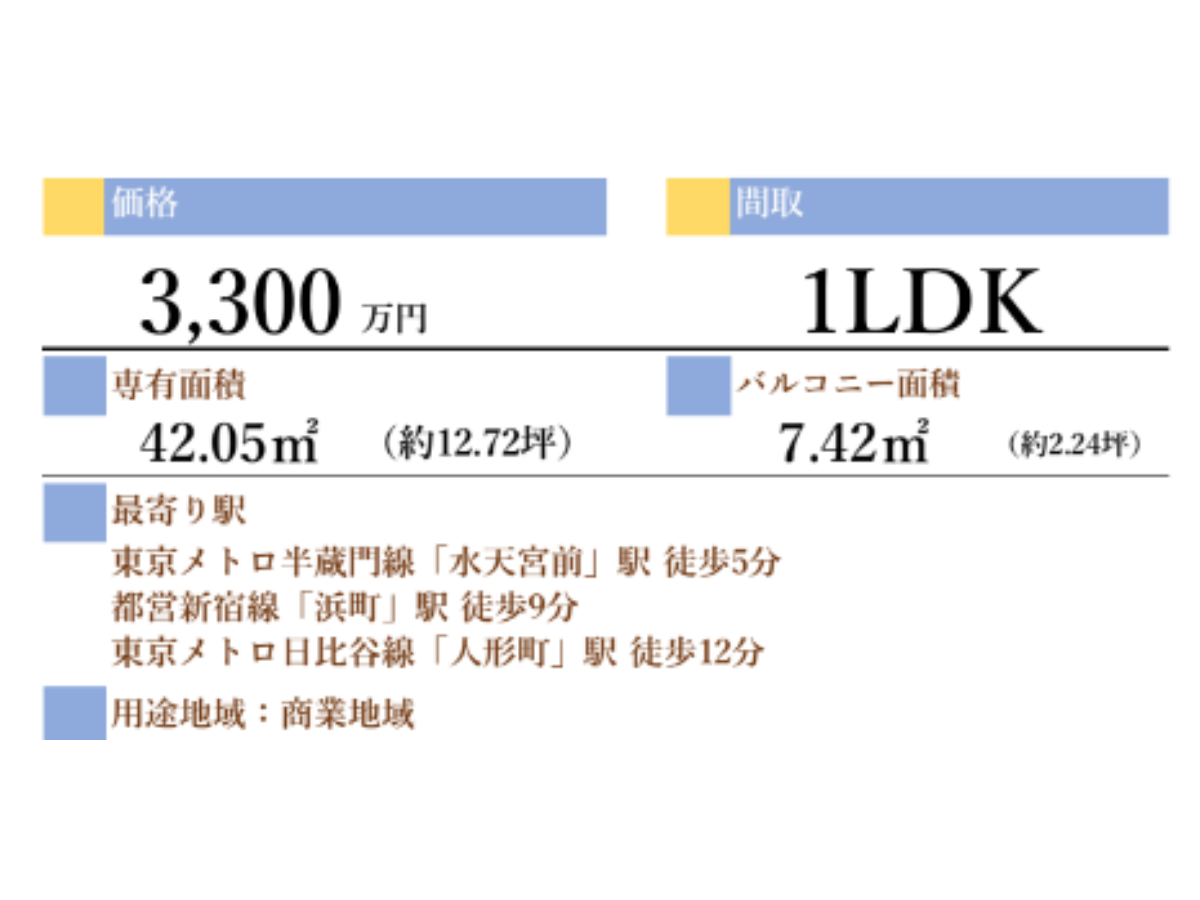 価格
3,300 万円
間取
1LDK
専有面積
42.05㎡ （約12.72坪）
バルコニー面積
7.42㎡ （約2.24坪）
最寄り駅
東京メトロ半蔵門線「水天宮前」駅 徒歩5分
都営新宿線「浜町」駅 徒歩9分
東京メトロ日比谷線「人形町」駅 徒歩12分
用途地域：商業地域